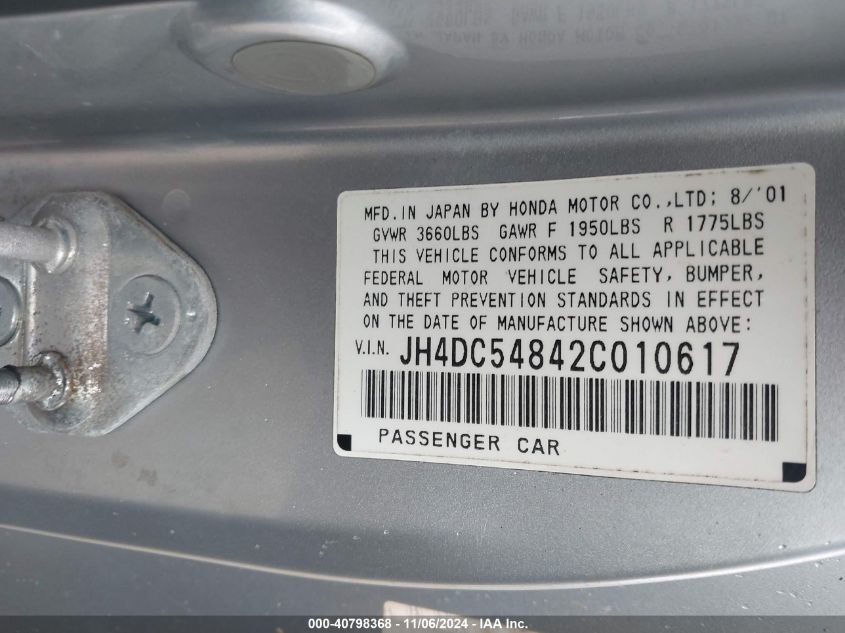 MFD.IN JAPAN BY HONDA MOTOR CO.,LTD; 8/'01
GVWR 3660LBS GAWR F 1950LBS R 1775LBS
THIS VEHICLE CONFORMS TO ALL APPLICABLE
FEDERAL MOTOR VEHICLE SAFETY, BUMPER,
AND THEFT PREVENTION STANDARDS IN EFFECT
ON THE DATE OF MANUFACTURE SHOWN ABOVE:
V.I.N. JH4DC54842C010617
PASSENGER CAR
000-40798368 - 11/06/2024 - IAA Inc.